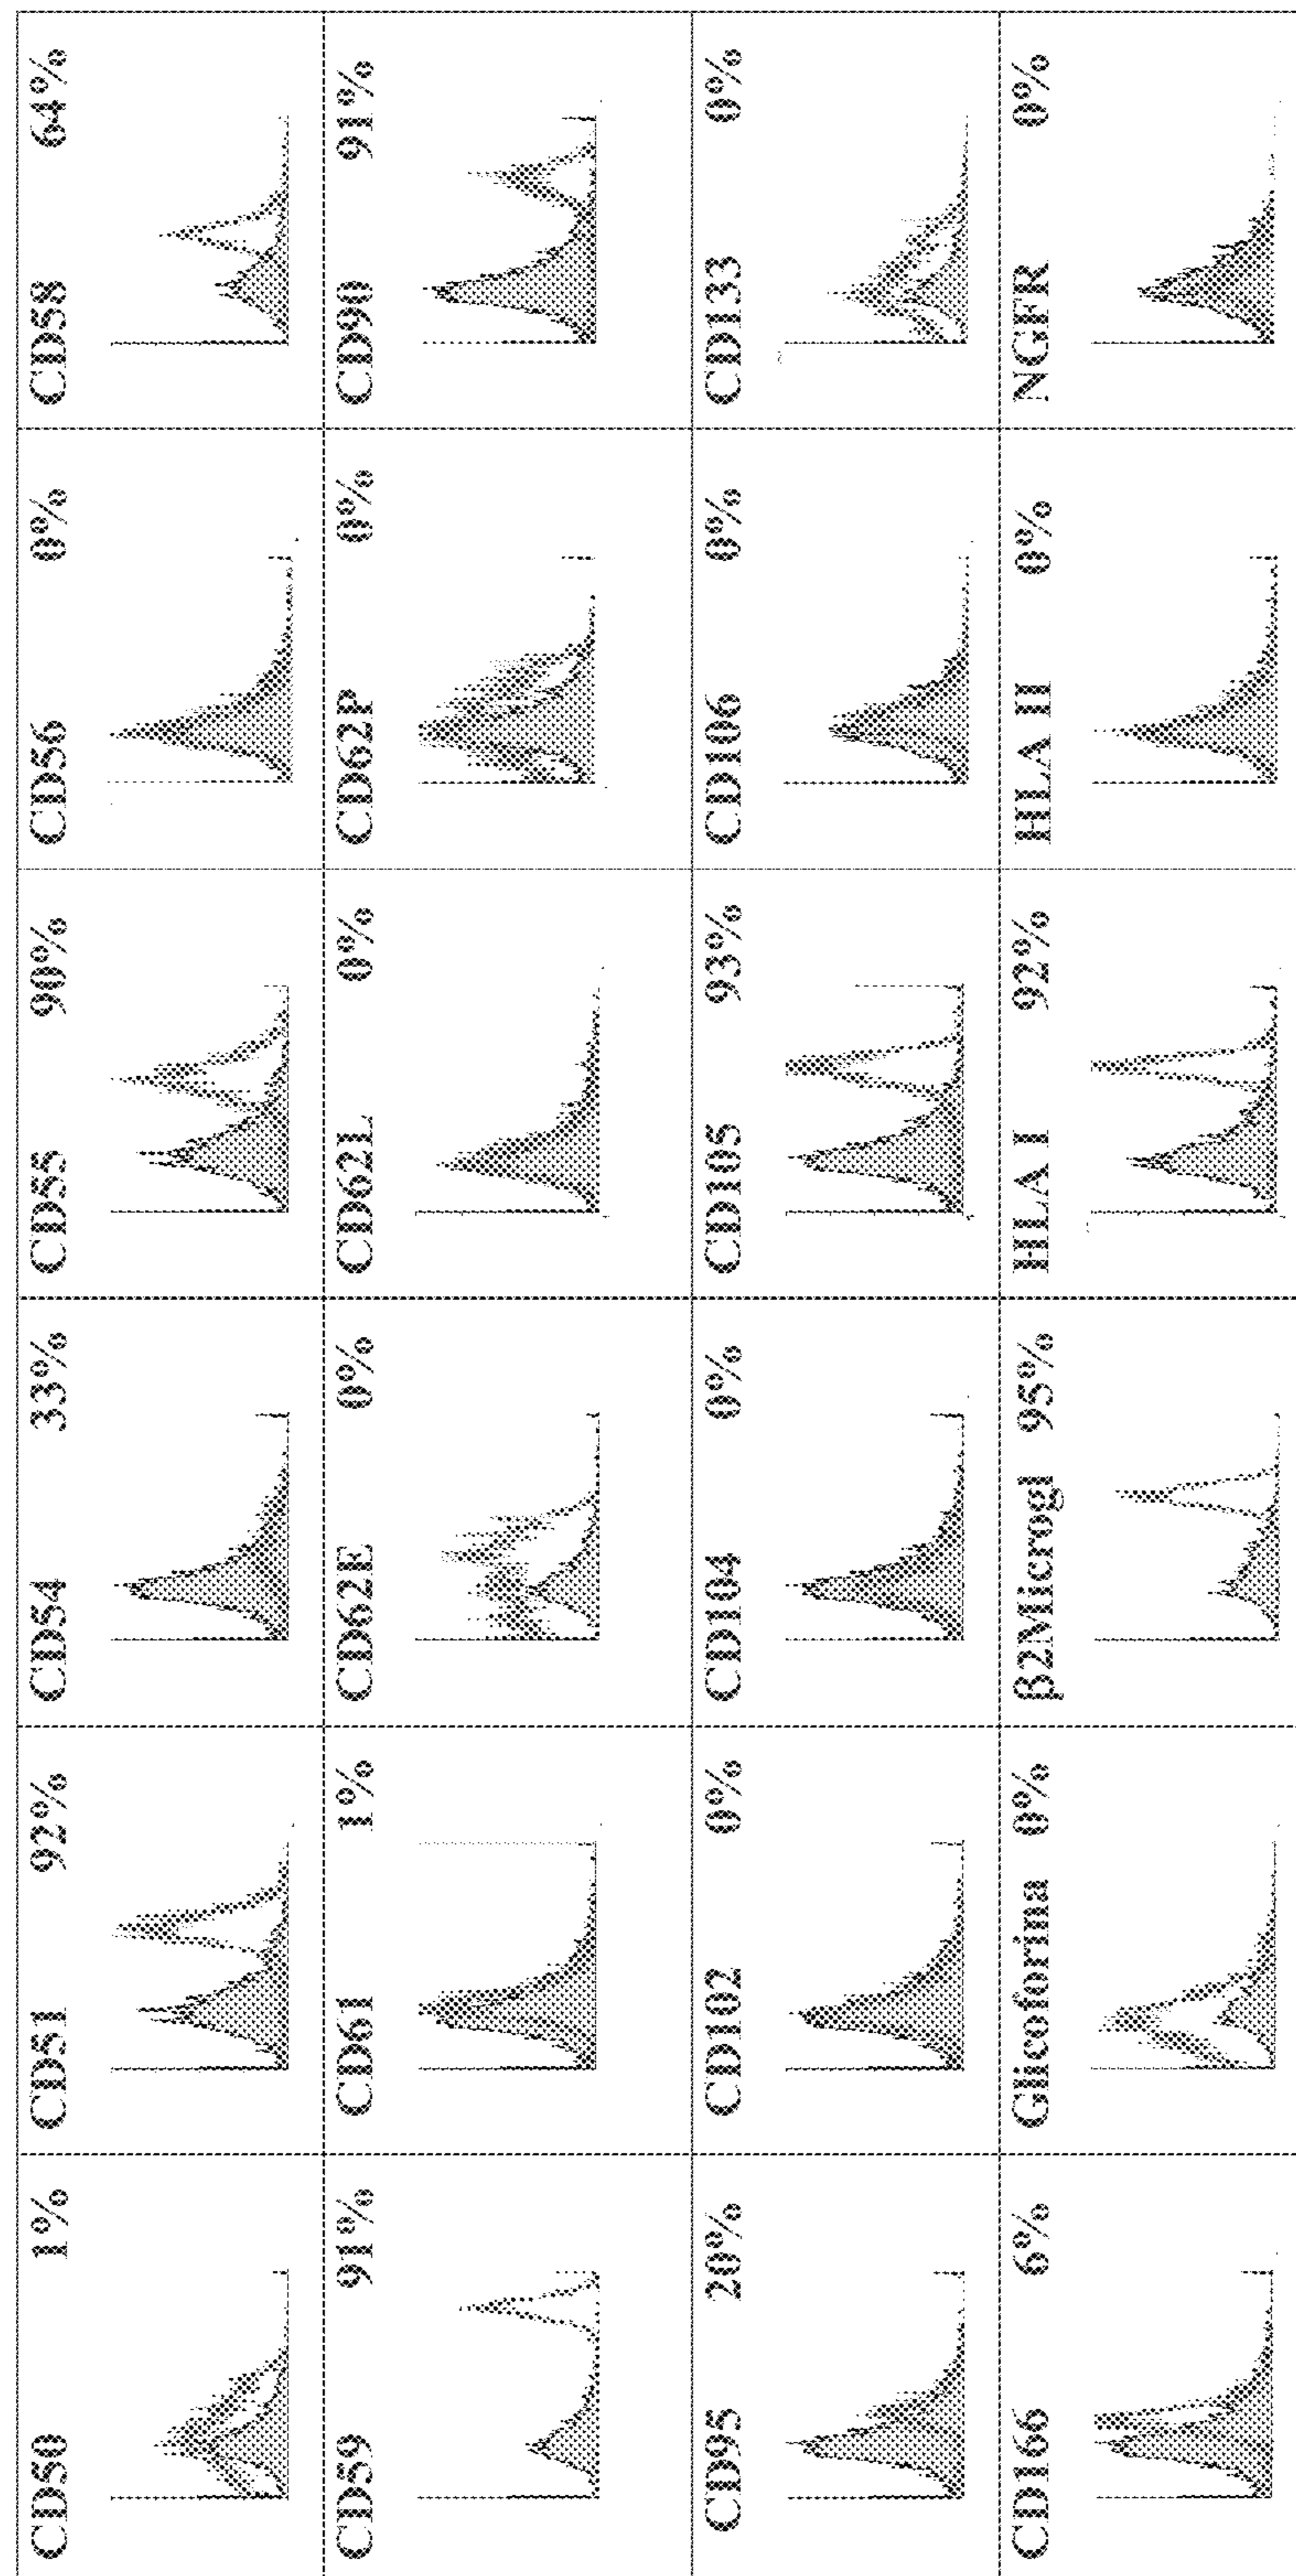 CD50 1%
CD51 92%
CD54 33%
CD55 90%
CD56 0%
CD58 64%
CD59 91%
CD61 1%
CD62E 0%
CD62L 0%
CD62P 0%
CD90 91%
CD95 20%
CD102 0%
CD104 0%
CD105 93%
CD106 0%
CD133 0%
CD166 6%
Glicoforina 0%
β2Microgl 95%
HLA I 92%
HLA II 0%
NGFR 0%